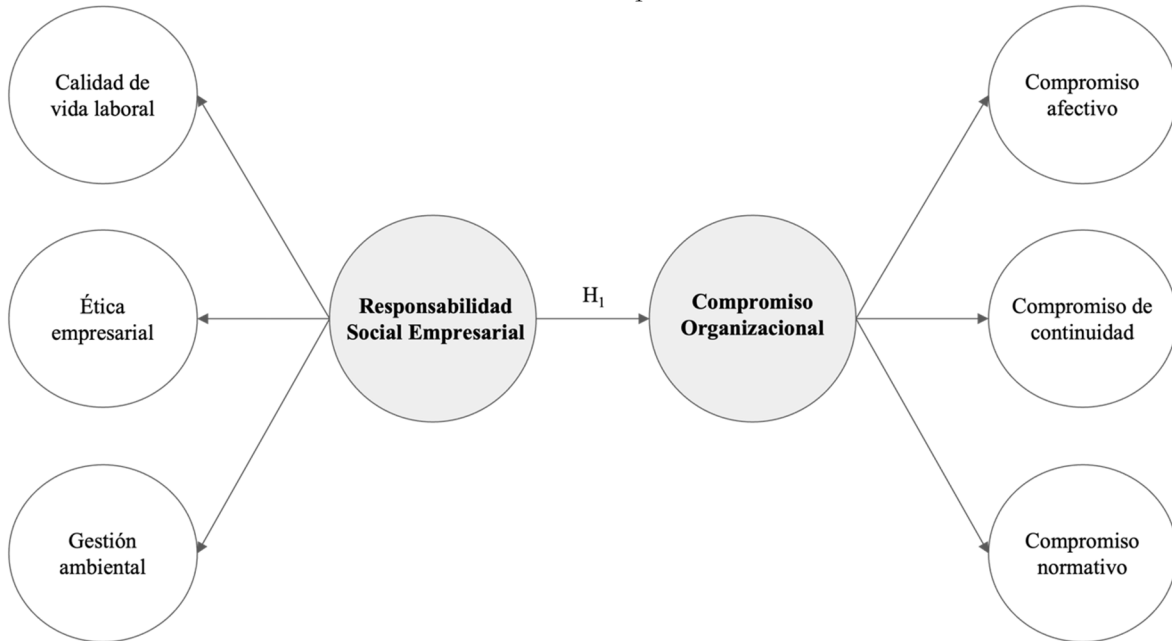 Calidad de
vida laboral
Ética
empresarial
Gestión
ambiental
Responsabilidad
Social Empresarial
H₁
Compromiso
Organizacional
Compromiso
afectivo
Compromiso de
continuidad
Compromiso
normativo